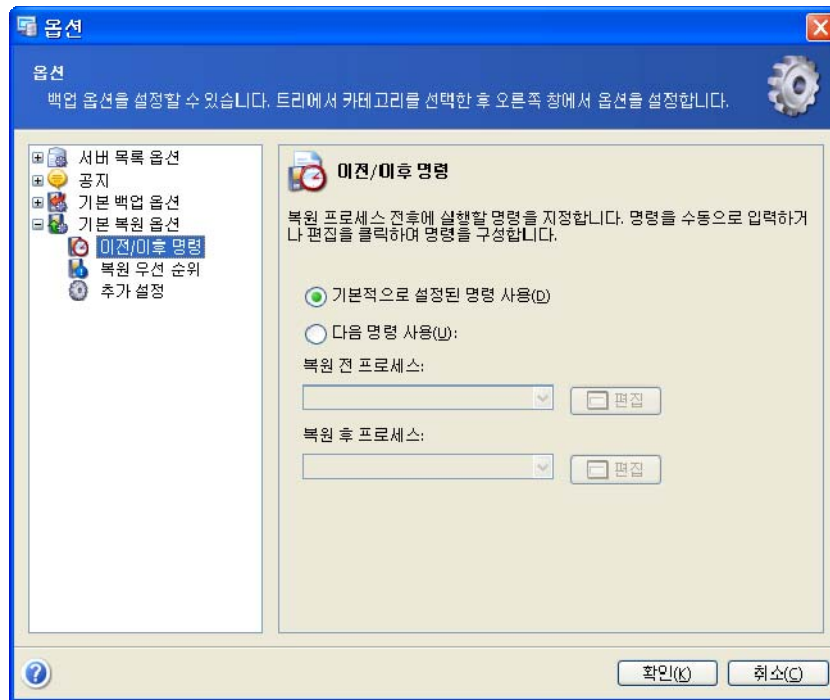 옵션
옵션
백업 옵션을 설정할 수 있습니다. 트리에서 카테고리를 선택한 후 오른쪽 창에서 옵션을 설정합니다.
서버 목록 옵션
공지
기본 백업 옵션
기본 복원 옵션
이전/이후 명령
복원 우선 순위
추가 설정
이전/이후 명령
복원 프로세스 전후에 실행할 명령을 지정합니다. 명령을 수동으로 입력하거
나 편집을 클릭하여 명령을 구성합니다.
기본적으로 설정된 명령 사용(D)
다음 명령 사용(U):
복원 전 프로세스:
편집
복원 후 프로세스:
편집
확인(K)
취소(C)